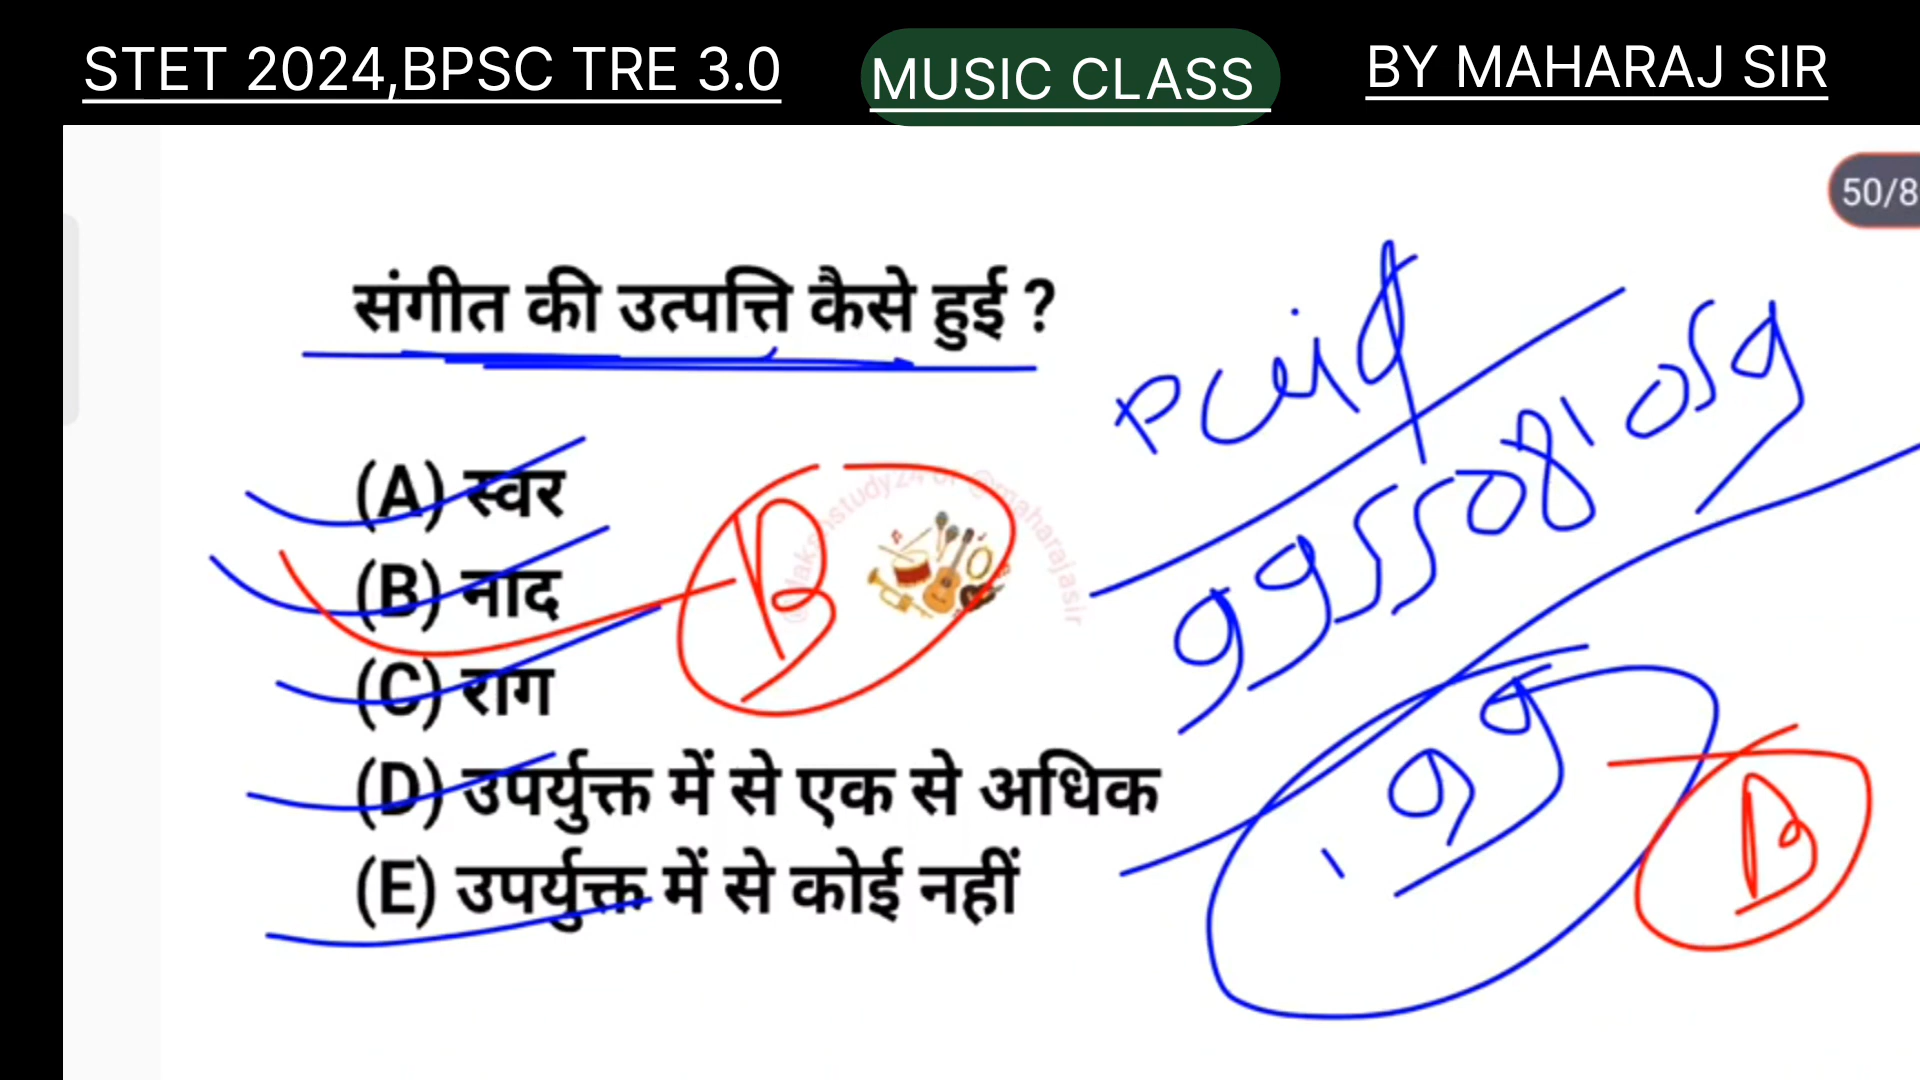 STET 2024,BPSC TRE 3.0
MUSIC CLASS
BY MAHARAJ SIR
50/8
संगीत की उत्पत्ति कैसे हुई ?
(A) स्वर
(B) नाद
(C) राग
(D) उपर्युक्त में से एक से अधिक
(E) उपर्युक्त में से कोई नहीं
B
Paid
B